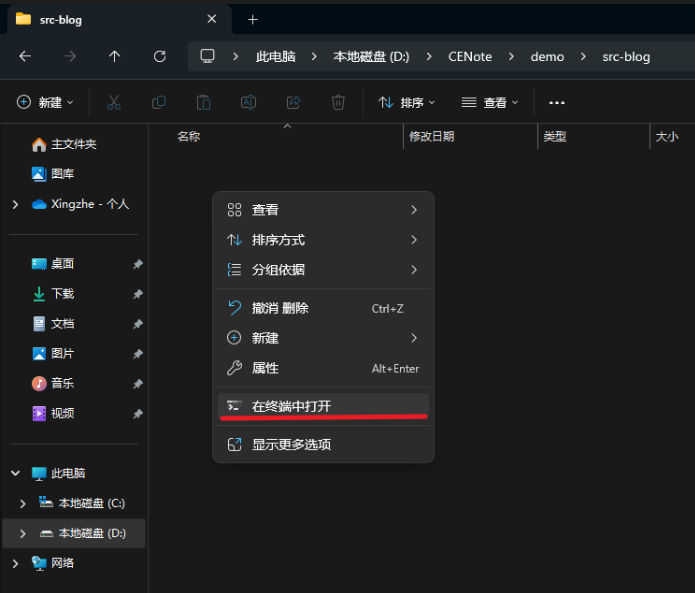 src-blog
此电脑 本地磁盘 (D:) CENote demo src-blog
新建 排序 查看
名称 修改日期 类型 大小
主文件夹
图库
Xingzhe - 个人
桌面
下载
文档
图片
音乐
视频
此电脑
本地磁盘 (C:)
本地磁盘 (D:)
网络
查看
排序方式
分组依据
撤消 删除 Ctrl+Z
新建
属性 Alt+Enter
在终端中打开
显示更多选项